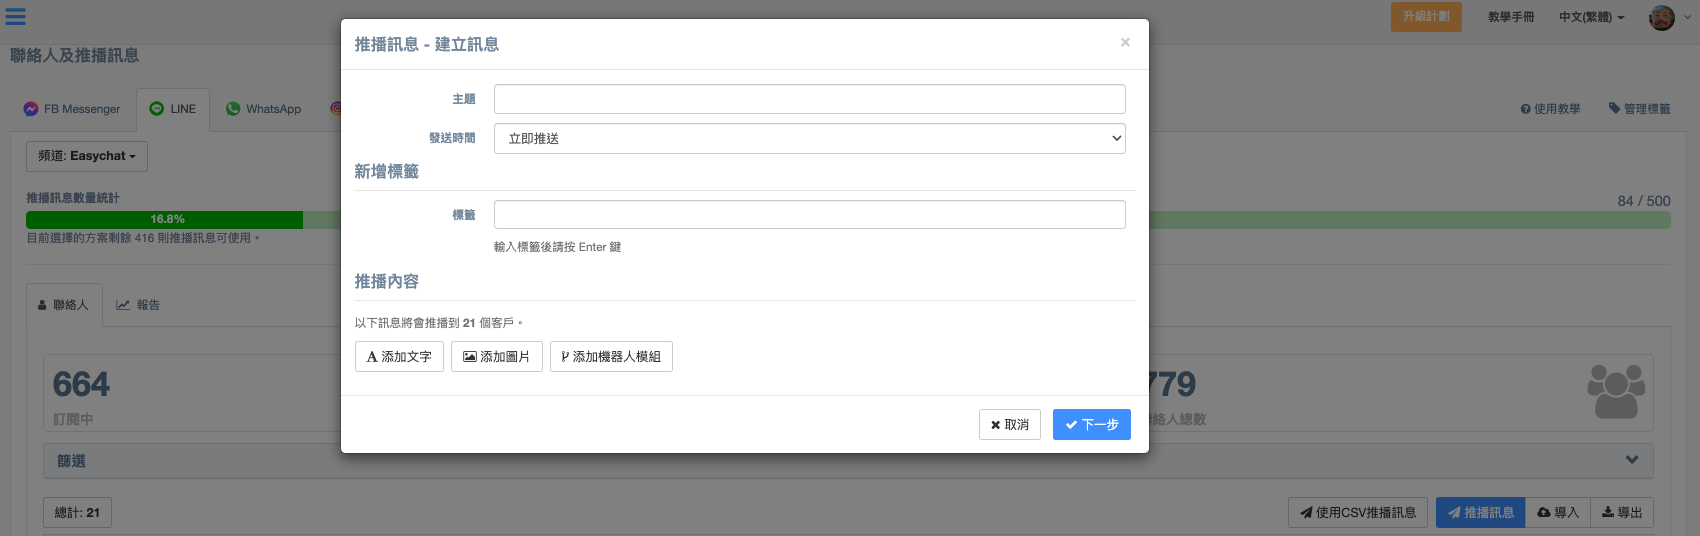 升級計劃
教學手冊
中文(繁體)
聯絡人及推播訊息
FB Messenger
LINE
WhatsApp
使用教學
管理標籤
頻道: Easychat
推播訊息數量統計
84 / 500
16.8%
目前選擇的方案剩餘 416 則推播訊息可使用。
聯絡人
報告
664
訂閱中
779
聯絡人總數
篩選
總計: 21
使用CSV推播訊息
推播訊息
導入
導出
推播訊息 - 建立訊息
×
主題
發送時間
立即推送
新增標籤
標籤
輸入標籤後請按 Enter 鍵
推播內容
以下訊息將會推播到 21 個客戶。
添加文字
添加圖片
添加機器人模組
取消
下一步